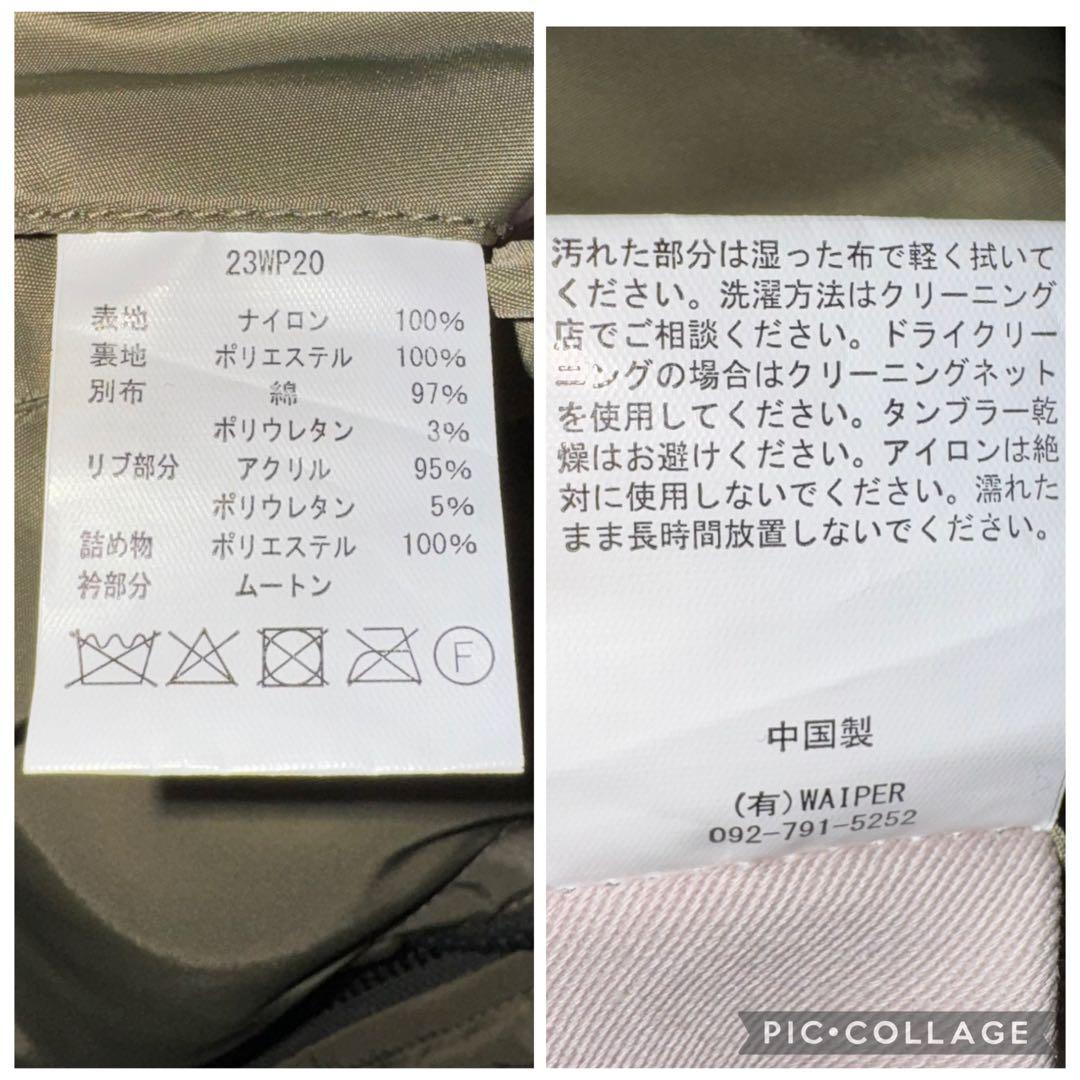 23WP20
表地 ナイロン 100%
裏地 ポリエステル 100%
別布 綿 97%
ポリウレタン 3%
リブ部分 アクリル 95%
ポリウレタン 5%
詰め物 ポリエステル 100%
衿部分 ムートン
F
汚れた部分は湿った布で軽く拭いて
ください。洗濯方法はクリーニング
店でご相談ください。ドライクリー
ニングの場合はクリーニングネット
を使用してください。タンブラー乾
燥はお避けください。アイロンは絶
対に使用しないでください。濡れた
まま長時間放置しないでください。
中国製
(有)WAIPER
092-791-5252
PIC•COLLAGE